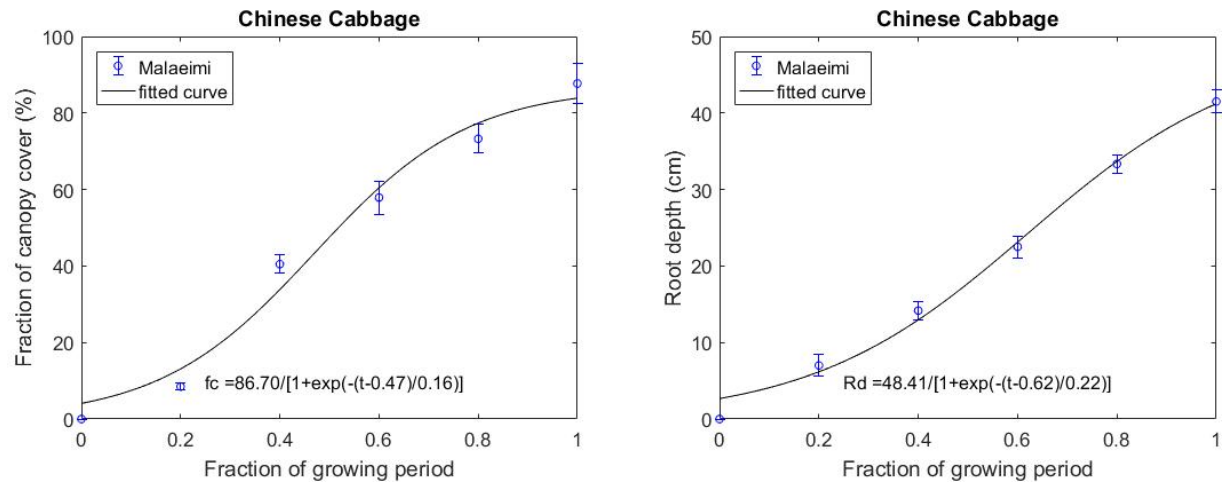 Chinese Cabbage
100
80
60
40
20
0
Fraction of canopy cover (%)
Malaeimi
fitted curve
fc =86.70/[1+exp(-(t-0.47)/0.16)]
0 0.2 0.4 0.6 0.8 1
Fraction of growing period
Chinese Cabbage
50
40
30
20
10
0
Root depth (cm)
Malaeimi
fitted curve
Rd =48.41/[1+exp(-(t-0.62)/0.22)]
0 0.2 0.4 0.6 0.8 1
Fraction of growing period